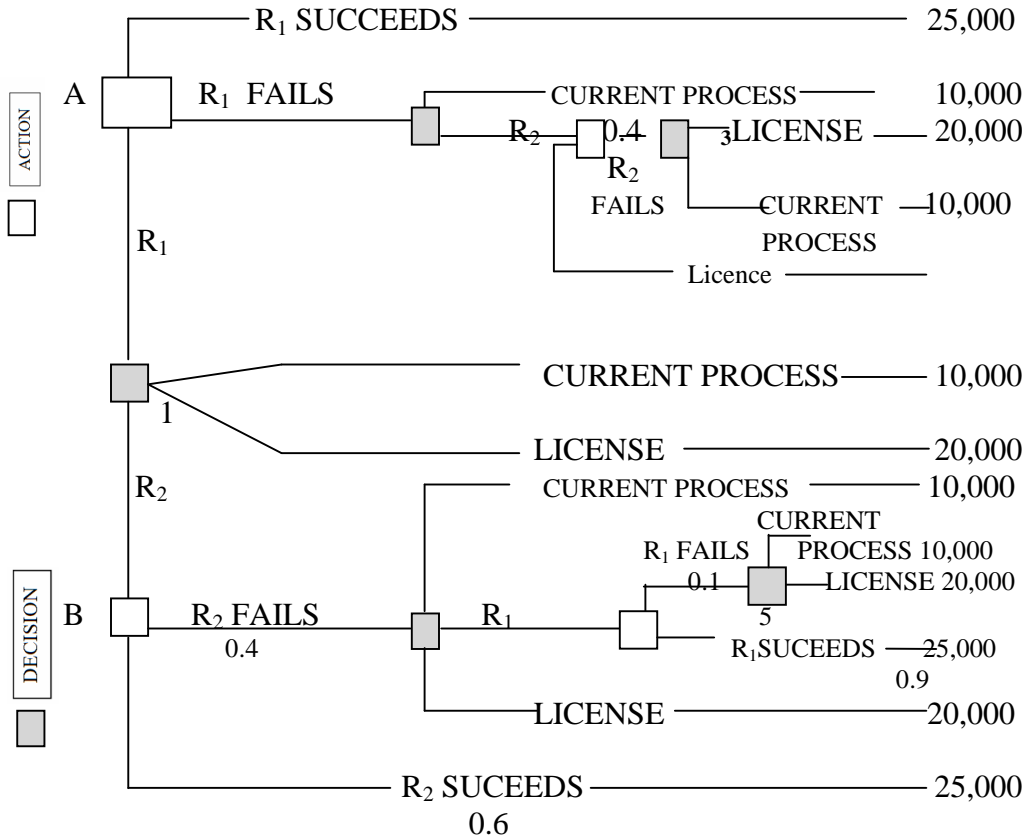 R₁ SUCCEEDS 25,000
A R₁ FAILS CURRENT PROCESS 10,000
ACTION
R₂ 0.4 3 LICENSE 20,000
R₂
FAILS CURRENT 10,000
PROCESS
R₁
Licence
CURRENT PROCESS 10,000
1
LICENSE 20,000
R₂ CURRENT PROCESS 10,000
CURRENT
R₁ FAILS PROCESS 10,000
0.1 LICENSE 20,000
DECISION
B R₂ FAILS R₁ 5
0.4 R₁SUCEEDS 25,000
0.9
LICENSE 20,000
R₂ SUCEEDS 25,000
0.6